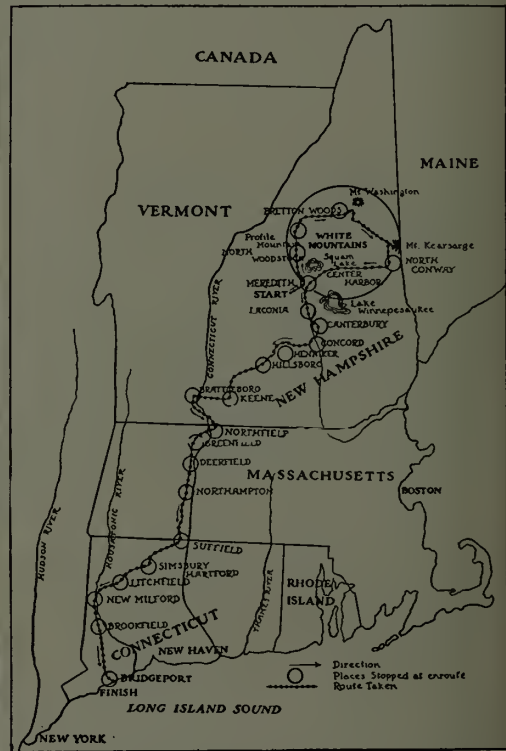 CANADA
MAINE
VERMONT
Mt Washington
BRETTON WOODS
Profile
Mountain
WHITE
MOUNTAINS
NORTH
WOODSTOCK
Squam
Lake
Mt. Kearsarge
NORTH
CONWAY
CENTER
HARBOR
MEREDITH
START
Lake
Winnepesaukee
LACONIA
CANTERBURY
CONCORD
HENNIKER
HILLSBORO
NEW HAMPSHIRE
CONNECTICUT RIVER
BRATTLEBORO
KEENE
NORTHFIELD
GREENFIELD
DEERFIELD
MASSACHUSETTS
NORTHAMPTON
BOSTON
HOUSATONIC RIVER
HUDSON RIVER
SUFFIELD
SIMSBURY
HARTFORD
LITCHFIELD
THAMES RIVER
RHODE
ISLAND
NEW MILFORD
BROOKFIELD
CONNECTICUT
NEW HAVEN
Direction
Places Stopped at enroute
Route Taken
BRIDGEPORT
FINISH
LONG ISLAND SOUND
NEW YORK